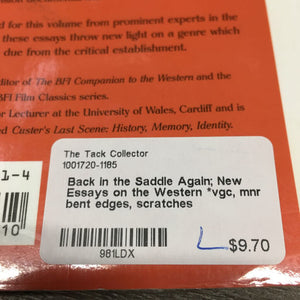 d for this volume from prominent experts in the
these essays throw new light on a genre which
due from the critical establishment.
ditor of The BFI Companion to the Western and the
BFI Film Classics series.
r Lecturer at the University of Wales, Cardiff and is
d Custer's Last Scene: History, Memory, Identity.
1-4
10
The Tack Collector
1001720-1185
Back in the Saddle Again; New
Essays on the Western *vgc, mnr
bent edges, scratches
L $9.70
981LDX